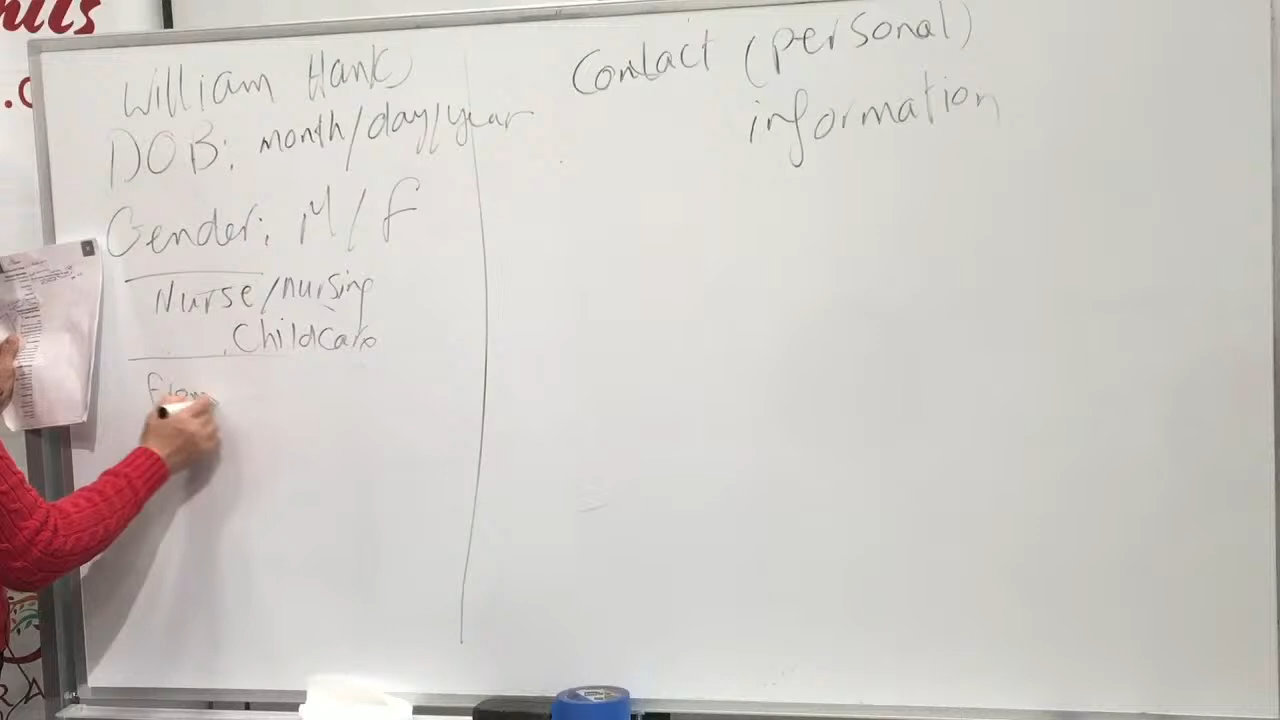 William Hank
DOB: month/day/year
Gender: M/F
Nurse/nursing
Childcare
Contact (personal)
information